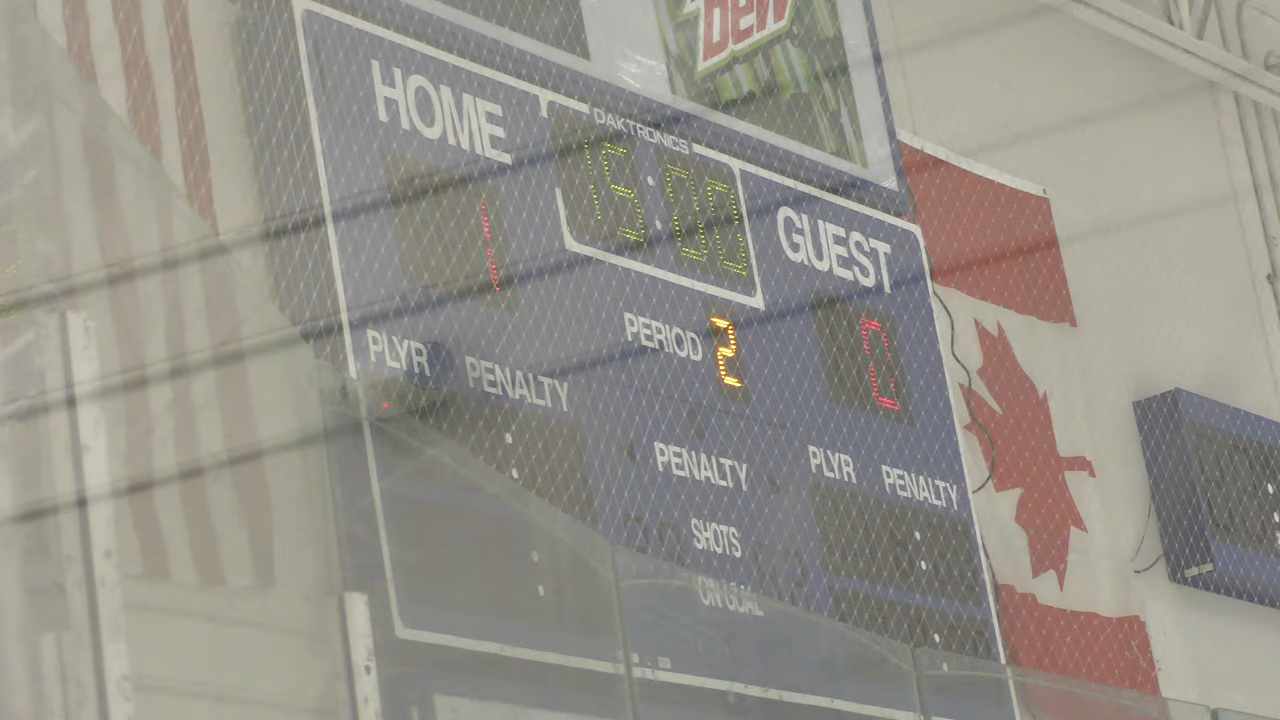 Dew
HOME
DAKTRONICS
15:00
GUEST
1
PERIOD 2
0
PLYR PENALTY
PENALTY
PLYR PENALTY
SHOTS
ON GOAL